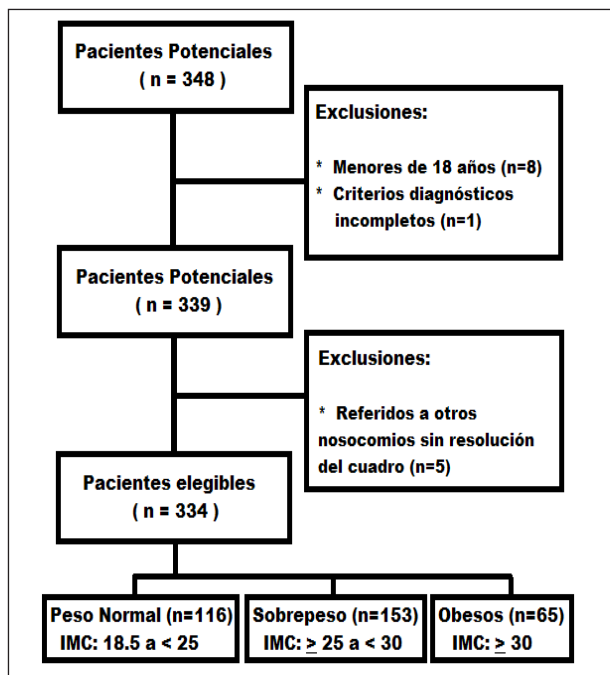 Pacientes Potenciales
( n = 348 )
Exclusiones:
* Menores de 18 años (n=8)
* Criterios diagnósticos
incompletos (n=1)
Pacientes Potenciales
( n = 339 )
Exclusiones:
* Referidos a otros
nosocomios sin resolución
del cuadro (n=5)
Pacientes elegibles
( n = 334 )
Peso Normal (n=116)
IMC: 18.5 a < 25
Sobrepeso (n=153)
IMC: ≥ 25 a < 30
Obesos (n=65)
IMC: ≥ 30